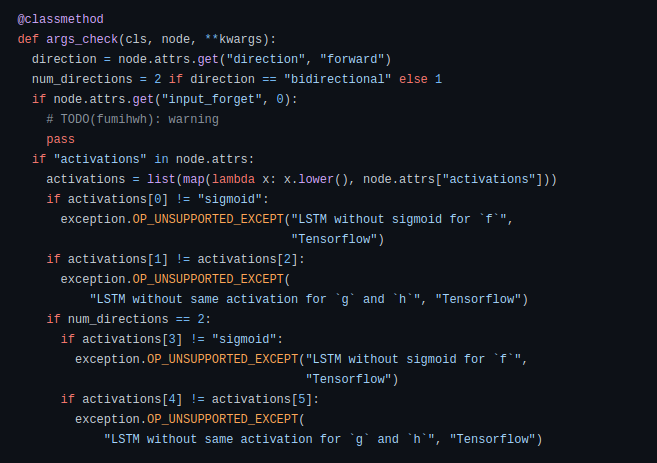 @classmethod
def args_check(cls, node, **kwargs):
  direction = node.attrs.get("direction", "forward")
  num_directions = 2 if direction == "bidirectional" else 1
  if node.attrs.get("input_forget", 0):
    # TODO(fumihwh): warning
    pass
  if "activations" in node.attrs:
    activations = list(map(lambda x: x.lower(), node.attrs["activations"]))
    if activations[0] != "sigmoid":
      exception.OP_UNSUPPORTED_EXCEPT("LSTM without sigmoid for `f`",
                                      "Tensorflow")
    if activations[1] != activations[2]:
      exception.OP_UNSUPPORTED_EXCEPT(
          "LSTM without same activation for `g` and `h`", "Tensorflow")
    if num_directions == 2:
      if activations[3] != "sigmoid":
        exception.OP_UNSUPPORTED_EXCEPT("LSTM without sigmoid for `f`",
                                        "Tensorflow")
      if activations[4] != activations[5]:
        exception.OP_UNSUPPORTED_EXCEPT(
            "LSTM without same activation for `g` and `h`", "Tensorflow")